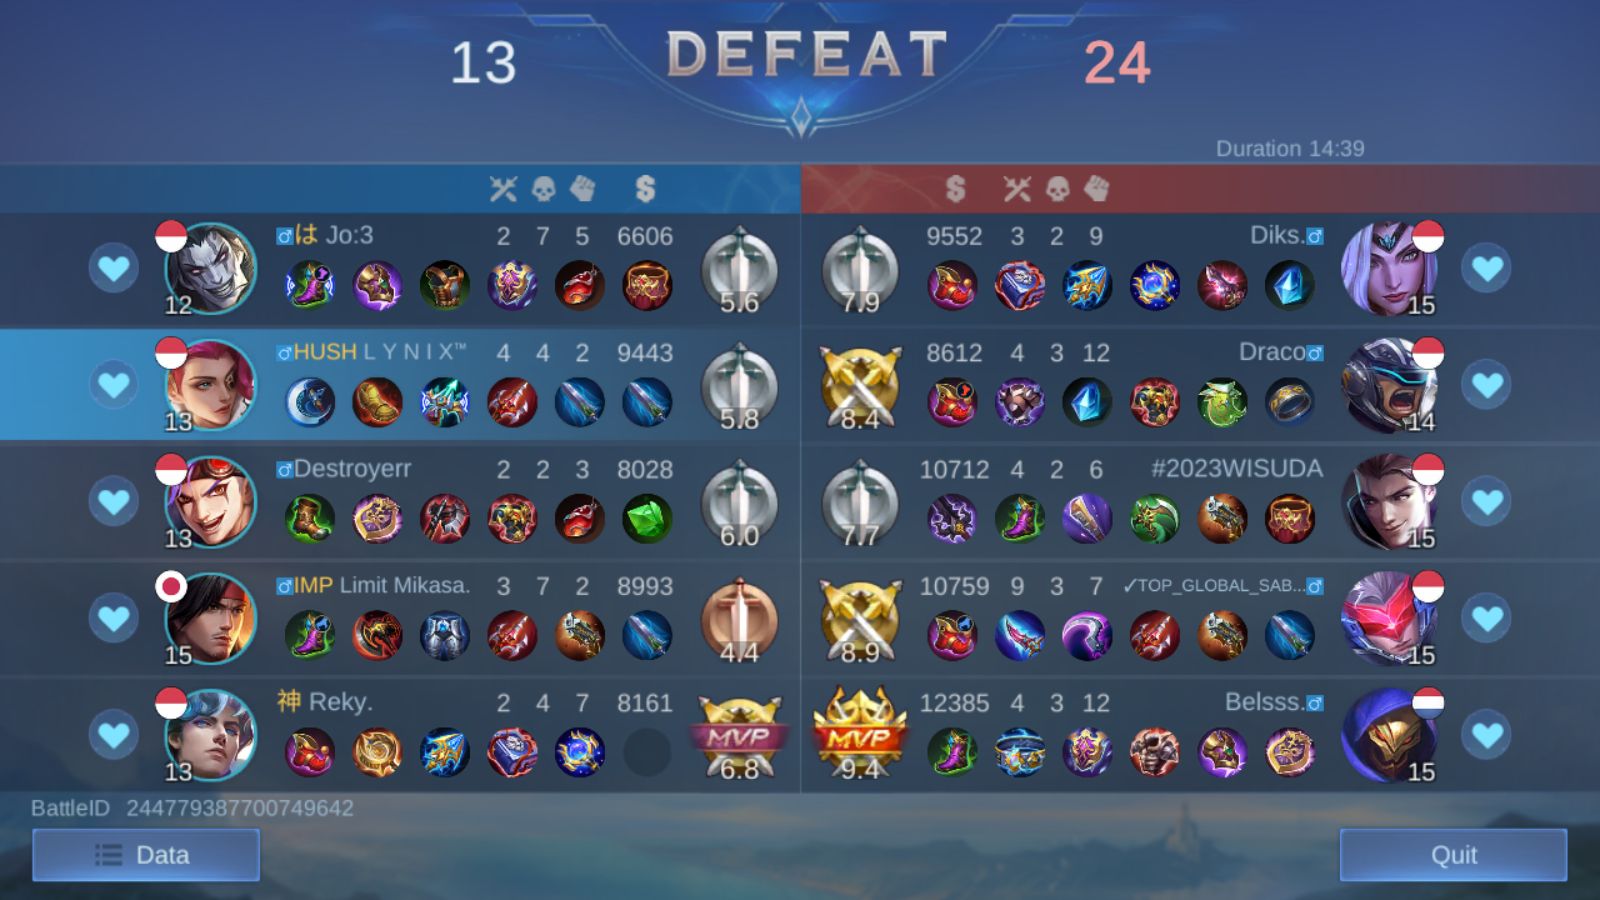 13 DEFEAT 24
Duration 14:39
は Jo:3 2 7 5 6606
12 5.6
9552 3 2 9 Diks.
7.9 15
HUSH L Y N I X™ 4 4 2 9443
13 5.8
8612 4 3 12 Draco
8.4 14
Destroyerr 2 2 3 8028
13 6.0
10712 4 2 6 #2023WISUDA
7.7 15
IMP Limit Mikasa. 3 7 2 8993
15 4.4
10759 9 3 7 ✓TOP_GLOBAL_SAB...
8.9 15
神 Reky. 2 4 7 8161
13 MVP 6.8
12385 4 3 12 Belsss.
MVP 9.4 15
BattleID 244779387700749642
Data
Quit